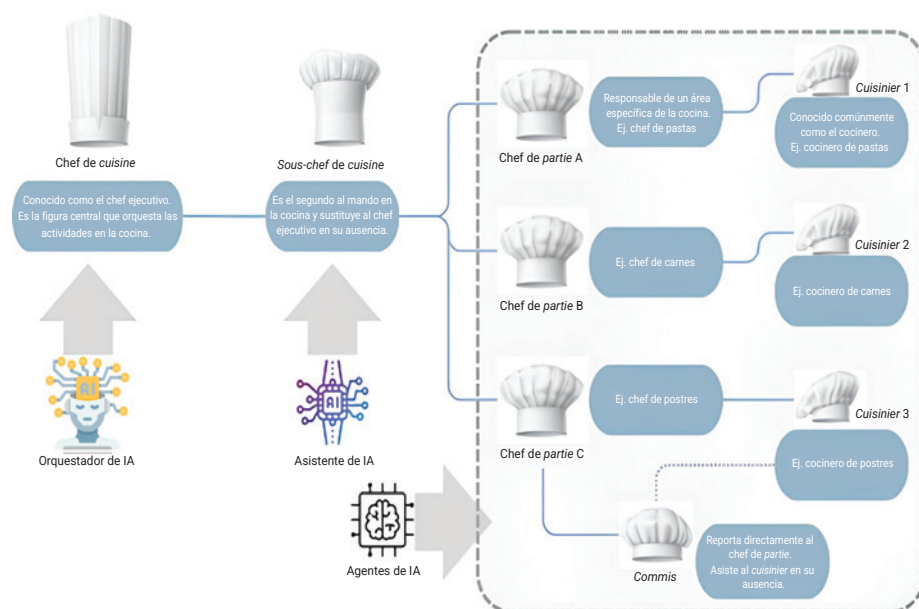 Chef de cuisine
Conocido como el chef ejecutivo.
Es la figura central que orquesta las
actividades en la cocina.
AI
Orquestador de IA
Sous-chef de cuisine
Es el segundo al mando en
la cocina y sustituye al chef
ejecutivo en su ausencia.
AI
Asistente de IA
Agentes de IA
Chef de partie A
Responsable de un área
específica de la cocina.
Ej. chef de pastas
Cuisinier 1
Conocido comúnmente
como el cocinero.
Ej. cocinero de pastas
Chef de partie B
Ej. chef de carnes
Cuisinier 2
Ej. cocinero de carnes
Chef de partie C
Ej. chef de postres
Cuisinier 3
Ej. cocinero de postres
Commis
Reporta directamente al
chef de partie.
Asiste al cuisinier en su
ausencia.